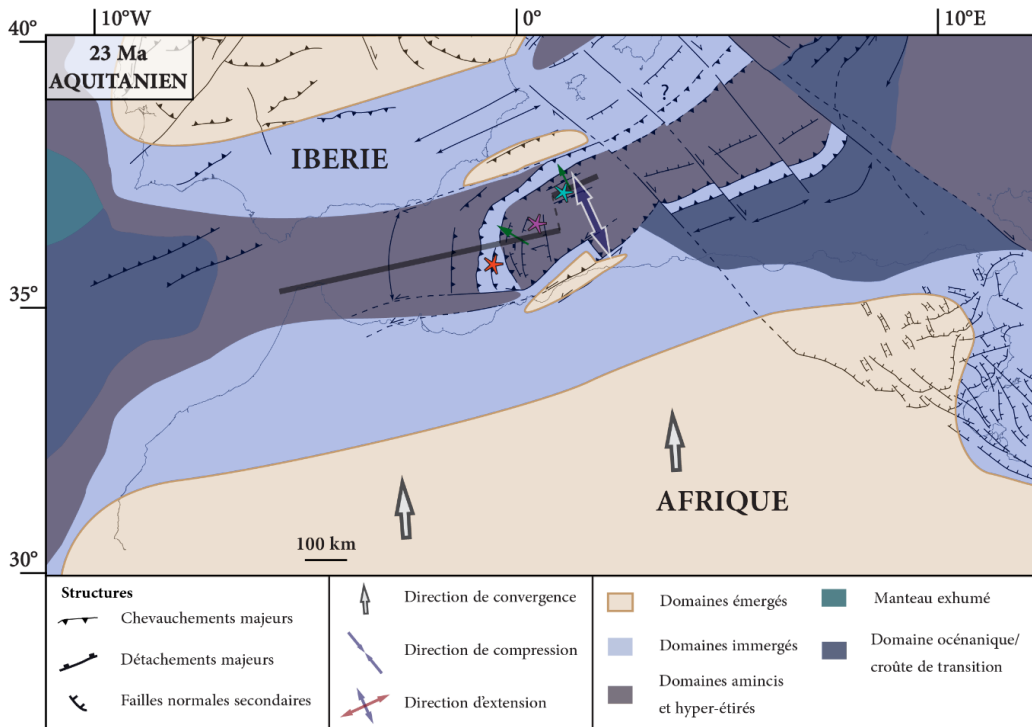 10°W
0°
10°E
40°
23 Ma
AQUITANIEN
?
IBERIE
35°
AFRIQUE
100 km
30°
Structures
Chevauchements majeurs
Détachements majeurs
Failles normales secondaires
Direction de convergence
Direction de compression
Direction d'extension
Domaines émergés
Domaines immergés
Domaines amincis
et hyper-étirés
Manteau exhumé
Domaine océnanique/
croûte de transition